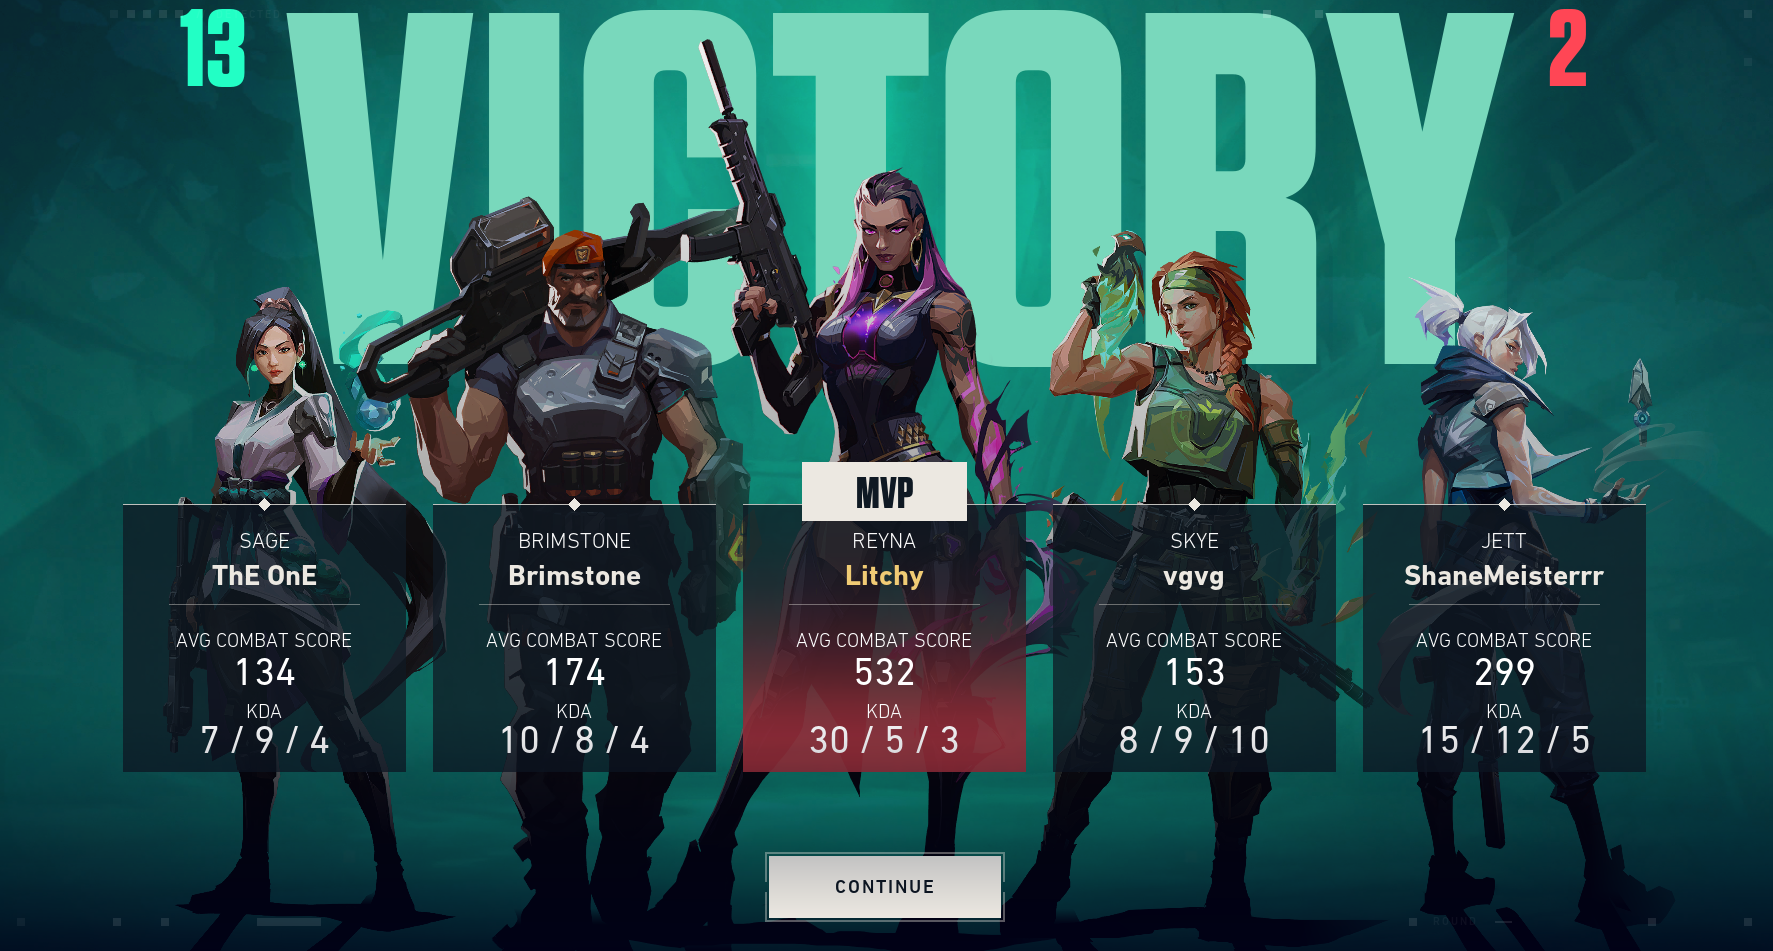 13
VICTORY
2
MVP
SAGE
ThE OnE
AVG COMBAT SCORE
134
KDA
7 / 9 / 4
BRIMSTONE
Brimstone
AVG COMBAT SCORE
174
KDA
10 / 8 / 4
REYNA
Litchy
AVG COMBAT SCORE
532
KDA
30 / 5 / 3
SKYE
vgvg
AVG COMBAT SCORE
153
KDA
8 / 9 / 10
JETT
ShaneMeisterrr
AVG COMBAT SCORE
299
KDA
15 / 12 / 5
CONTINUE